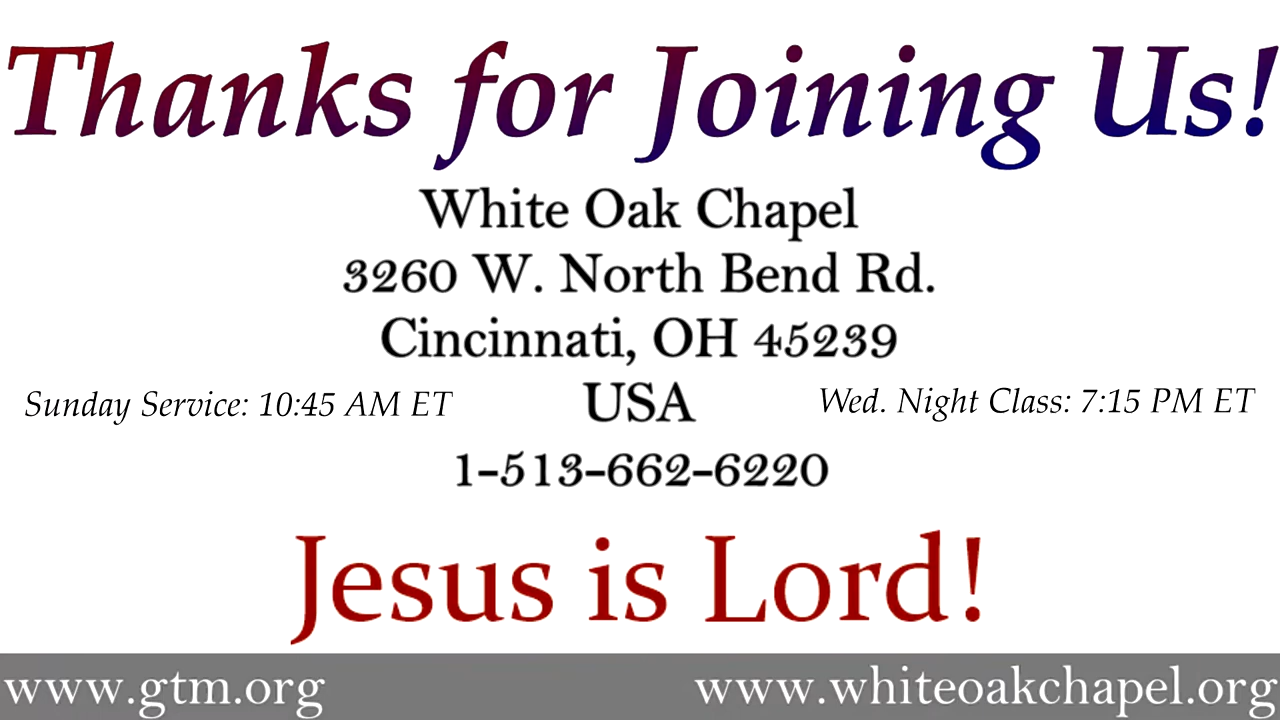 Thanks for Joining Us!
White Oak Chapel
3260 W. North Bend Rd.
Cincinnati, OH 45239
Sunday Service: 10:45 AM ET
USA
Wed. Night Class: 7:15 PM ET
1-513-662-6220
Jesus is Lord!
www.gtm.org
www.whiteoakchapel.org